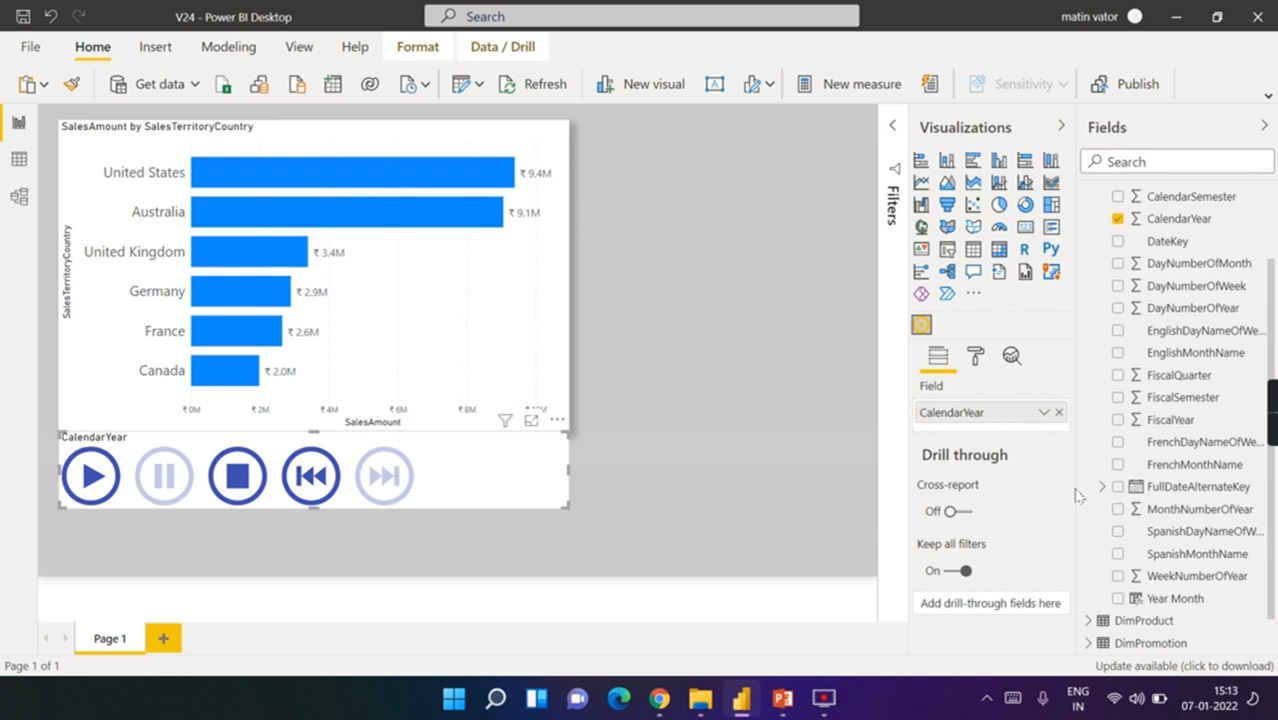 V24 - Power BI Desktop
Search
matin vator
File
Home
Insert
Modeling
View
Help
Format
Data / Drill
Get data
Refresh
New visual
New measure
Sensitivity
Publish
SalesAmount by SalesTerritoryCountry
SalesTerritoryCountry
United States
₹ 9.4M
Australia
₹ 9.1M
United Kingdom
₹ 3.4M
Germany
₹ 2.9M
France
₹ 2.6M
Canada
₹ 2.0M
₹ 0M
₹ 2M
₹ 4M
₹ 6M
₹ 8M
SalesAmount
CalendarYear
Filters
Visualizations
R
Py
Field
CalendarYear
Drill through
Cross-report
Off
Keep all filters
On
Add drill-through fields here
Fields
Search
CalendarSemester
CalendarYear
DateKey
DayNumberOfMonth
DayNumberOfWeek
DayNumberOfYear
EnglishDayNameOfWe...
EnglishMonthName
FiscalQuarter
FiscalSemester
FiscalYear
FrenchDayNameOfWe...
FrenchMonthName
FullDateAlternateKey
MonthNumberOfYear
SpanishDayNameOfW...
SpanishMonthName
WeekNumberOfYear
Year Month
DimProduct
DimPromotion
Page 1
Page 1 of 1
Update available (click to download)
ENG
IN
15:13
07-01-2022